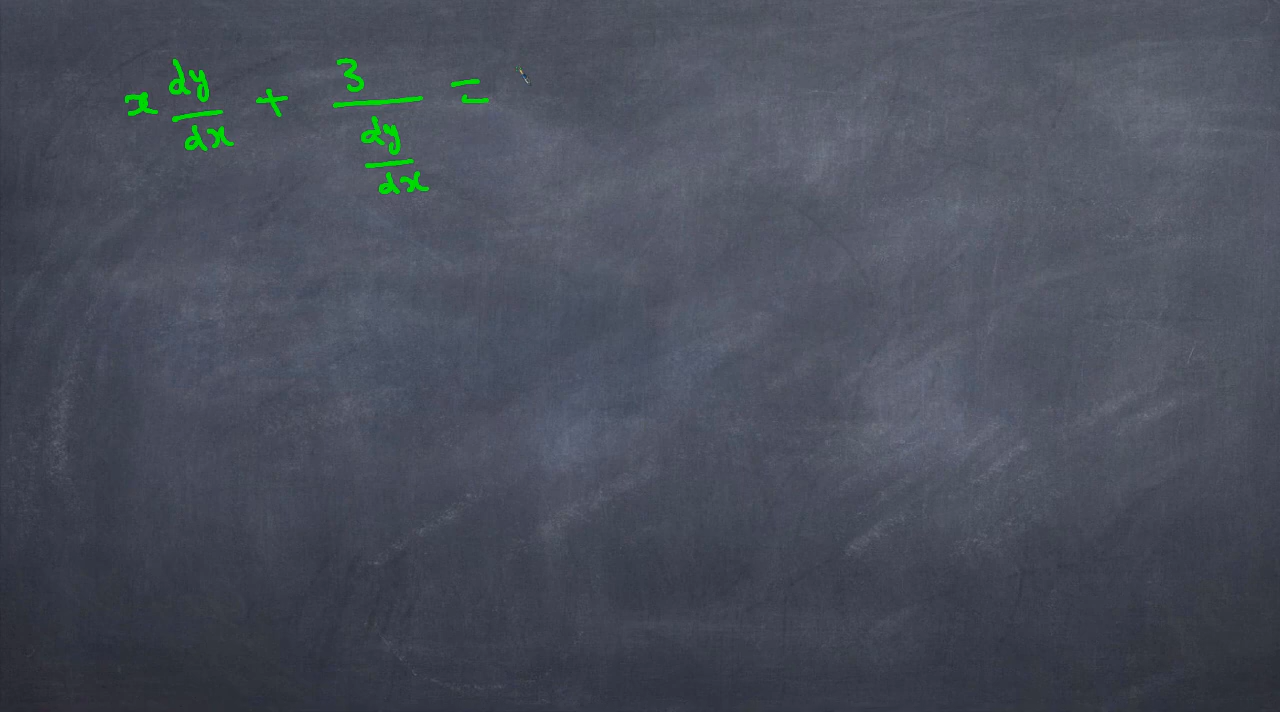 x dy/dx + 3/(dy/dx) =